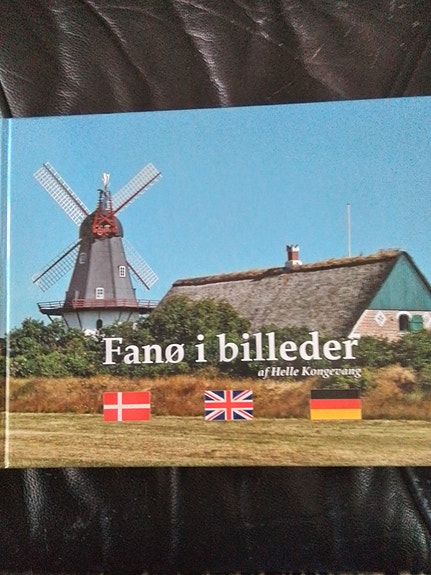 Fanø i billeder
af Helle Kongevang